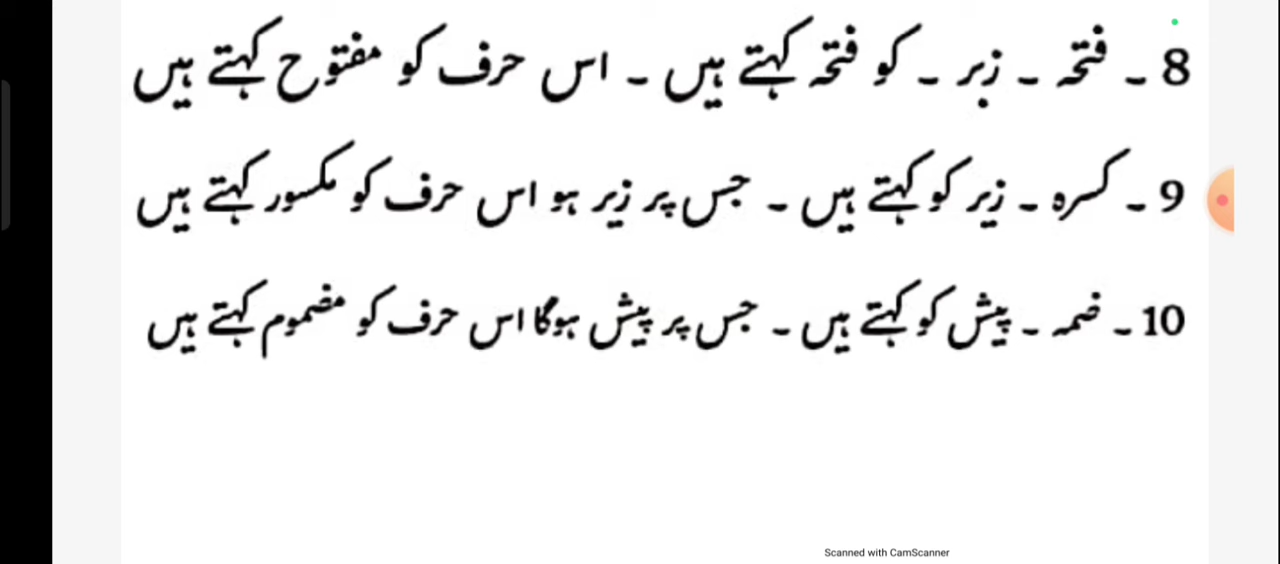 8 ۔ فتحہ ۔ زبر ۔ کو فتحہ کہتے ہیں ۔ اس حرف کو مفتوح کہتے ہیں
9 ۔ کسرہ ۔ زیر کو کہتے ہیں ۔ جس پر زیر ہو اس حرف کو مکسور کہتے ہیں
10 ۔ ضمہ ۔ پیش کو کہتے ہیں ۔ جس پر پیش ہوگا اس حرف کو مضموم کہتے ہیں
Scanned with CamScanner